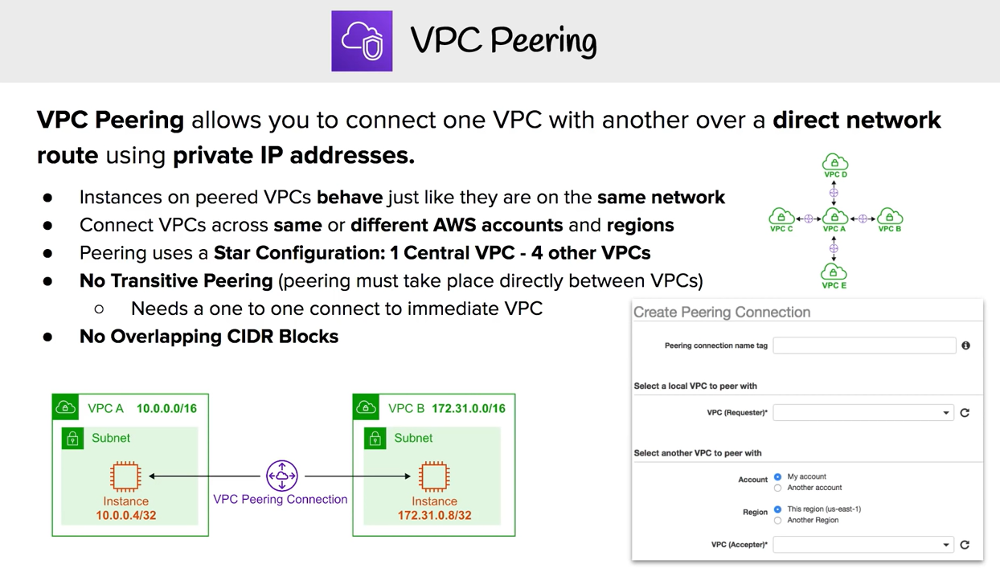 VPC Peering
VPC Peering allows you to connect one VPC with another over a direct network
route using private IP addresses.
● Instances on peered VPCs behave just like they are on the same network
● Connect VPCs across same or different AWS accounts and regions
● Peering uses a Star Configuration: 1 Central VPC - 4 other VPCs
● No Transitive Peering (peering must take place directly between VPCs)
○ Needs a one to one connect to immediate VPC
● No Overlapping CIDR Blocks
VPC D
VPC C
VPC A
VPC B
VPC E
VPC A 10.0.0.0/16
Subnet
Instance
10.0.0.4/32
VPC Peering Connection
VPC B 172.31.0.0/16
Subnet
Instance
172.31.0.8/32
Create Peering Connection
Peering connection name tag
Select a local VPC to peer with
VPC (Requester)*
Select another VPC to peer with
Account
My account
Another account
Region
This region (us-east-1)
Another Region
VPC (Accepter)*